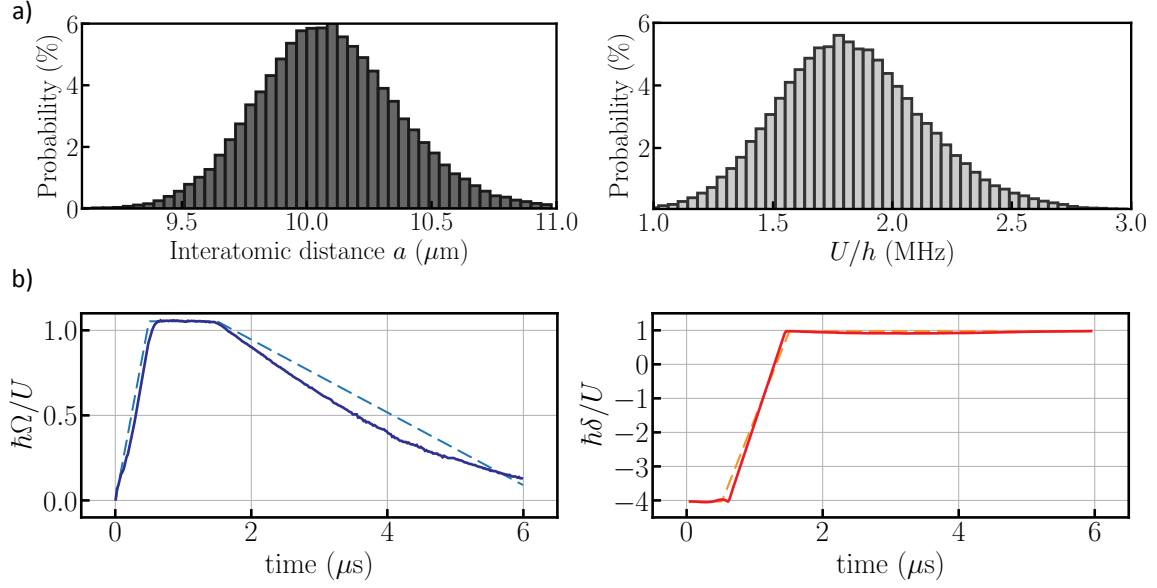 a)
Probability (%)
6
4
2
0
9.5 10.0 10.5 11.0
Interatomic distance a (μm)
Probability (%)
6
4
2
0
1.0 1.5 2.0 2.5 3.0
U/h (MHz)
b)
ℏΩ/U
1.0
0.5
0.0
0 2 4 6
time (μs)
ℏδ/U
1
0
−1
−2
−3
−4
0 2 4 6
time (μs)